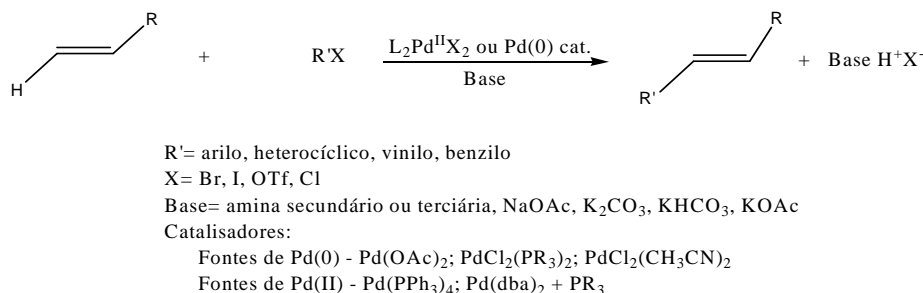 H R + R'X L₂PdᴵᴵX₂ ou Pd(0) cat. Base R' R + Base H⁺X⁻
R'= arilo, heterocíclico, vinilo, benzilo
X= Br, I, OTf, Cl
Base= amina secundário ou terciária, NaOAc, K₂CO₃, KHCO₃, KOAc
Catalisadores:
Fontes de Pd(0) - Pd(OAc)₂; PdCl₂(PR₃)₂; PdCl₂(CH₃CN)₂
Fontes de Pd(II) - Pd(PPh₃)₄; Pd(dba)₂ + PR₃